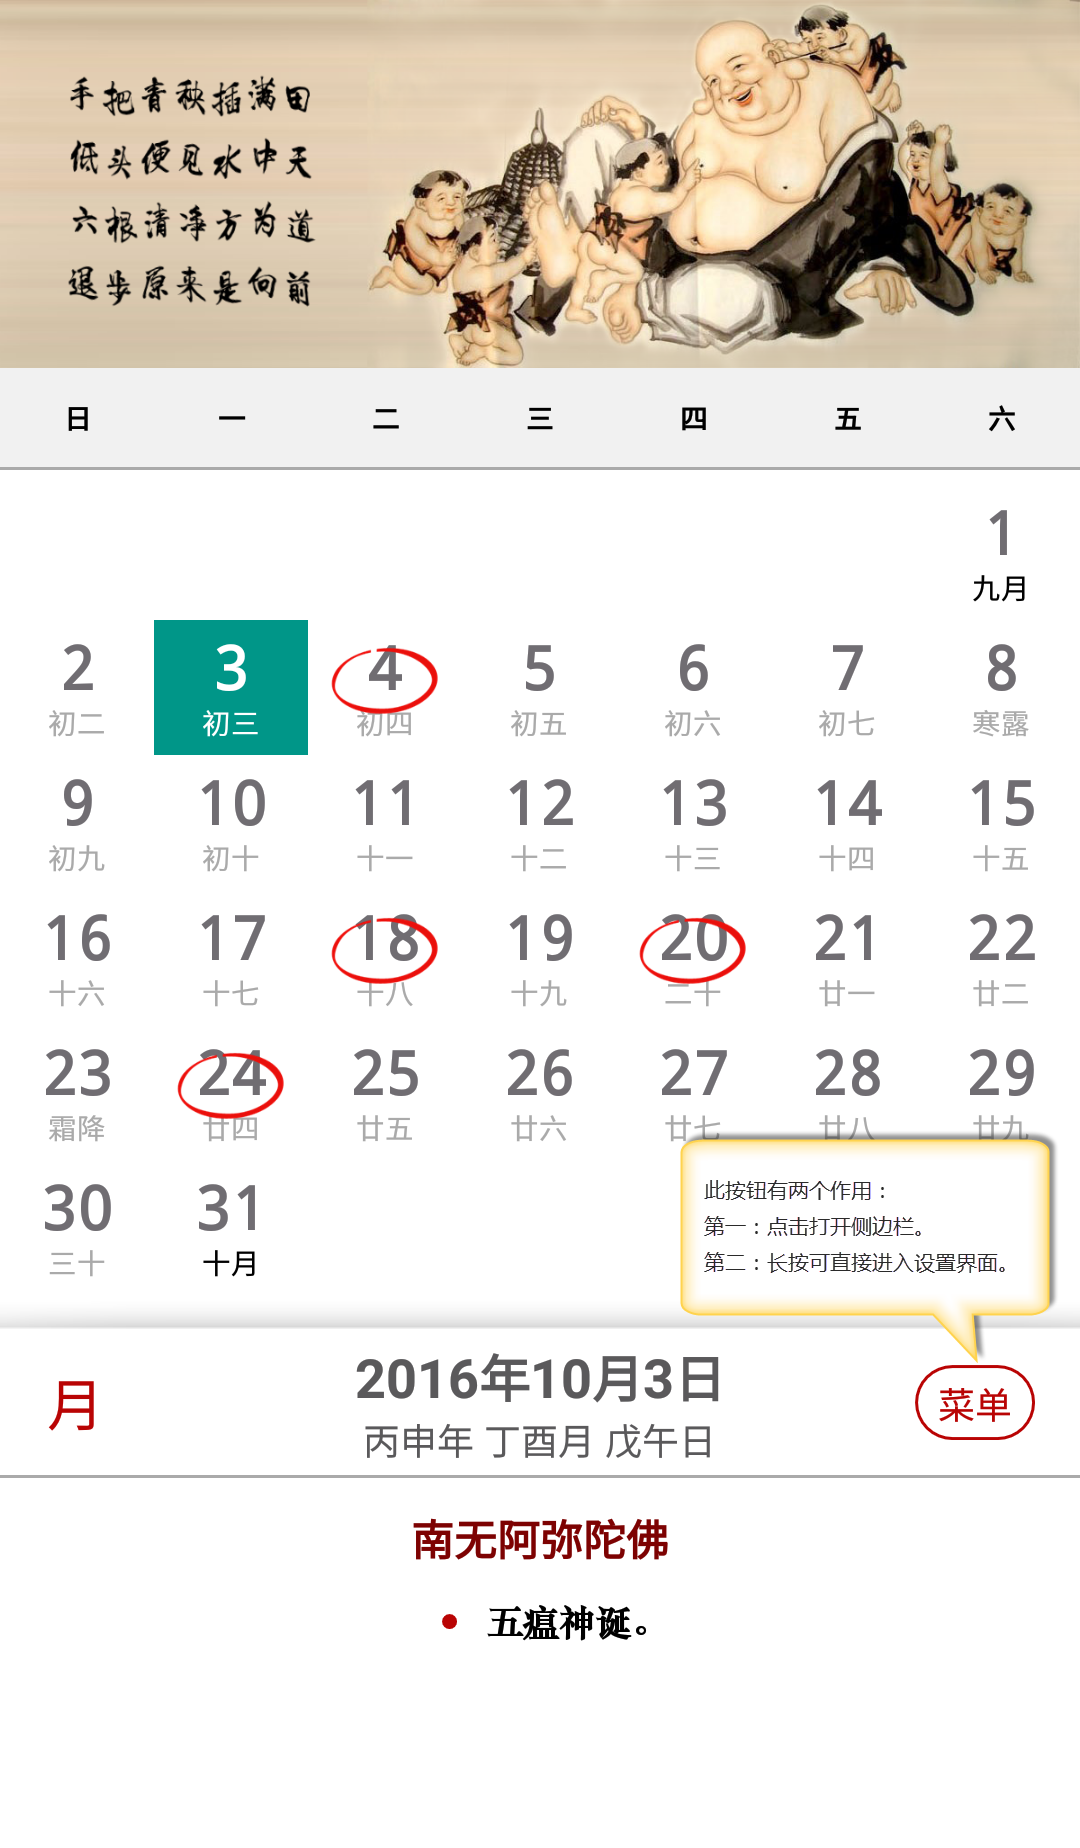 手把青秧插满田
低头便见水中天
六根清净方为道
退步原来是向前
日 一 二 三 四 五 六
1
九月
2 3 4 5 6 7 8
初二 初三 初四 初五 初六 初七 寒露
9 10 11 12 13 14 15
初九 初十 十一 十二 十三 十四 十五
16 17 18 19 20 21 22
十六 十七 十八 十九 二十 廿一 廿二
23 24 25 26 27 28 29
霜降 廿四 廿五 廿六 廿七 廿八 廿九
30 31
三十 十月
此按钮有两个作用：
第一：点击打开侧边栏。
第二：长按可直接进入设置界面。
月
2016年10月3日
丙申年 丁酉月 戊午日
菜单
南无阿弥陀佛
五瘟神诞。